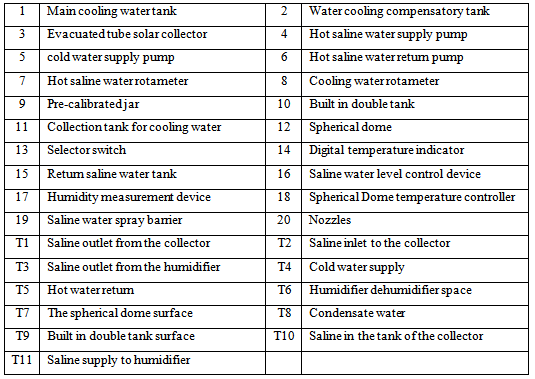 1 Main cooling water tank 2 Water cooling compensatory tank
3 Evacuated tube solar collector 4 Hot saline water supply pump
5 cold water supply pump 6 Hot saline water return pump
7 Hot saline water rotameter 8 Cooling water rotameter
9 Pre-calibrated jar 10 Built in double tank
11 Collection tank for cooling water 12 Spherical dome
13 Selector switch 14 Digital temperature indicator
15 Return saline water tank 16 Saline water level control device
17 Humidity measurement device 18 Spherical Dome temperature controller
19 Saline water spray barrier 20 Nozzles
T1 Saline outlet from the collector T2 Saline inlet to the collector
T3 Saline outlet from the humidifier T4 Cold water supply
T5 Hot water return T6 Humidifier dehumidifier space
T7 The spherical dome surface T8 Condensate water
T9 Built in double tank surface T10 Saline in the tank of the collector
T11 Saline supply to humidifier